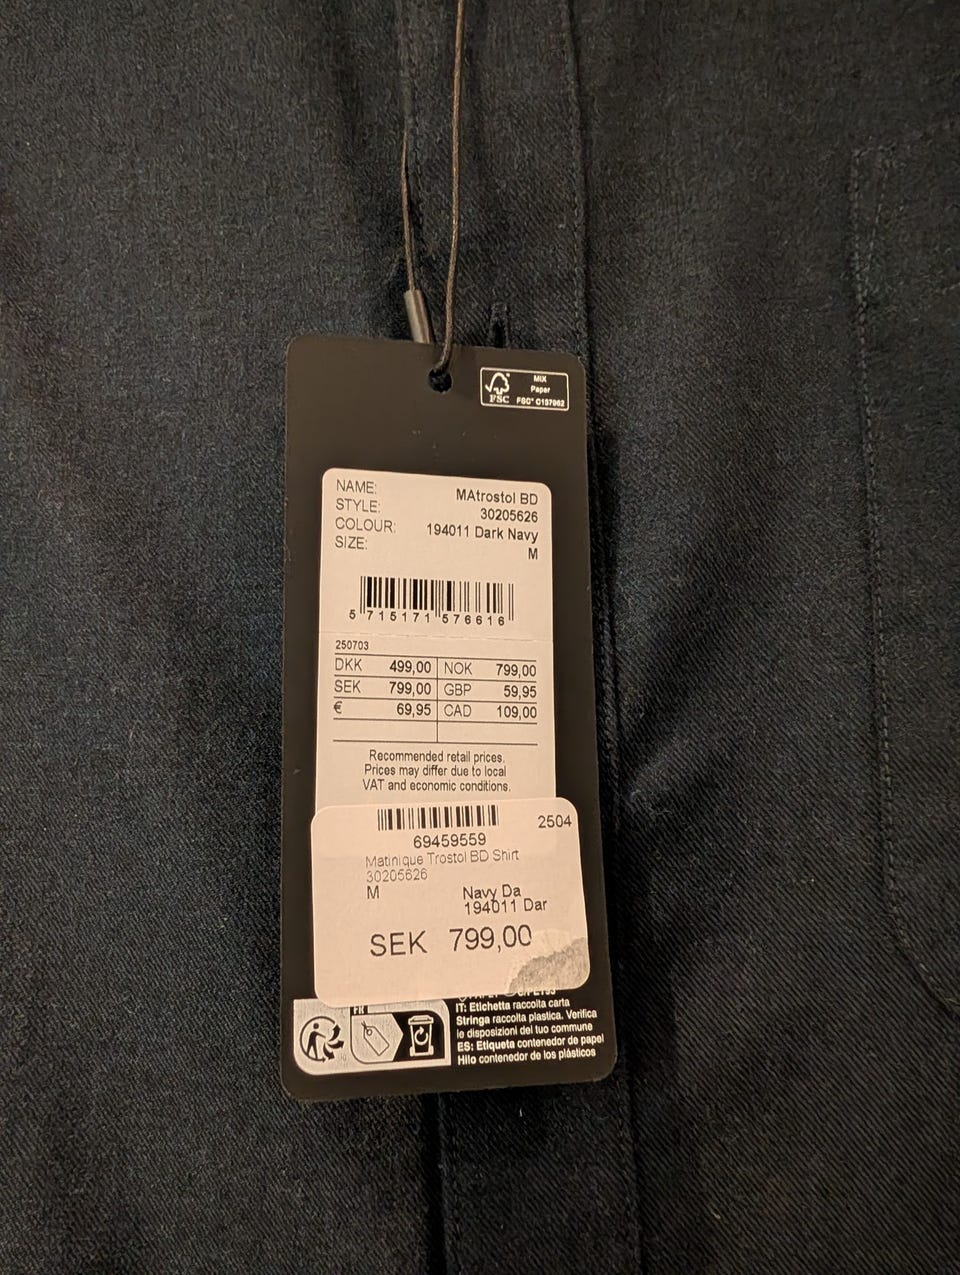 MIX
Paper
FSC
FSC® C137962
NAME: MAtrostol BD
STYLE: 30205626
COLOUR: 194011 Dark Navy
SIZE: M
5 715171 576616
250703
DKK 499,00 NOK 799,00
SEK 799,00 GBP 59,95
€ 69,95 CAD 109,00
Recommended retail prices.
Prices may differ due to local
VAT and economic conditions.
2504
69459559
Matinique Trostol BD Shirt
30205626
M Navy Da
194011 Dar
SEK 799,00
FR
IT: Etichetta raccolta carta
Stringa raccolta plastica. Verifica
le disposizioni del tuo commune
ES: Etiqueta contenedor de papel
Hilo contenedor de los plásticos